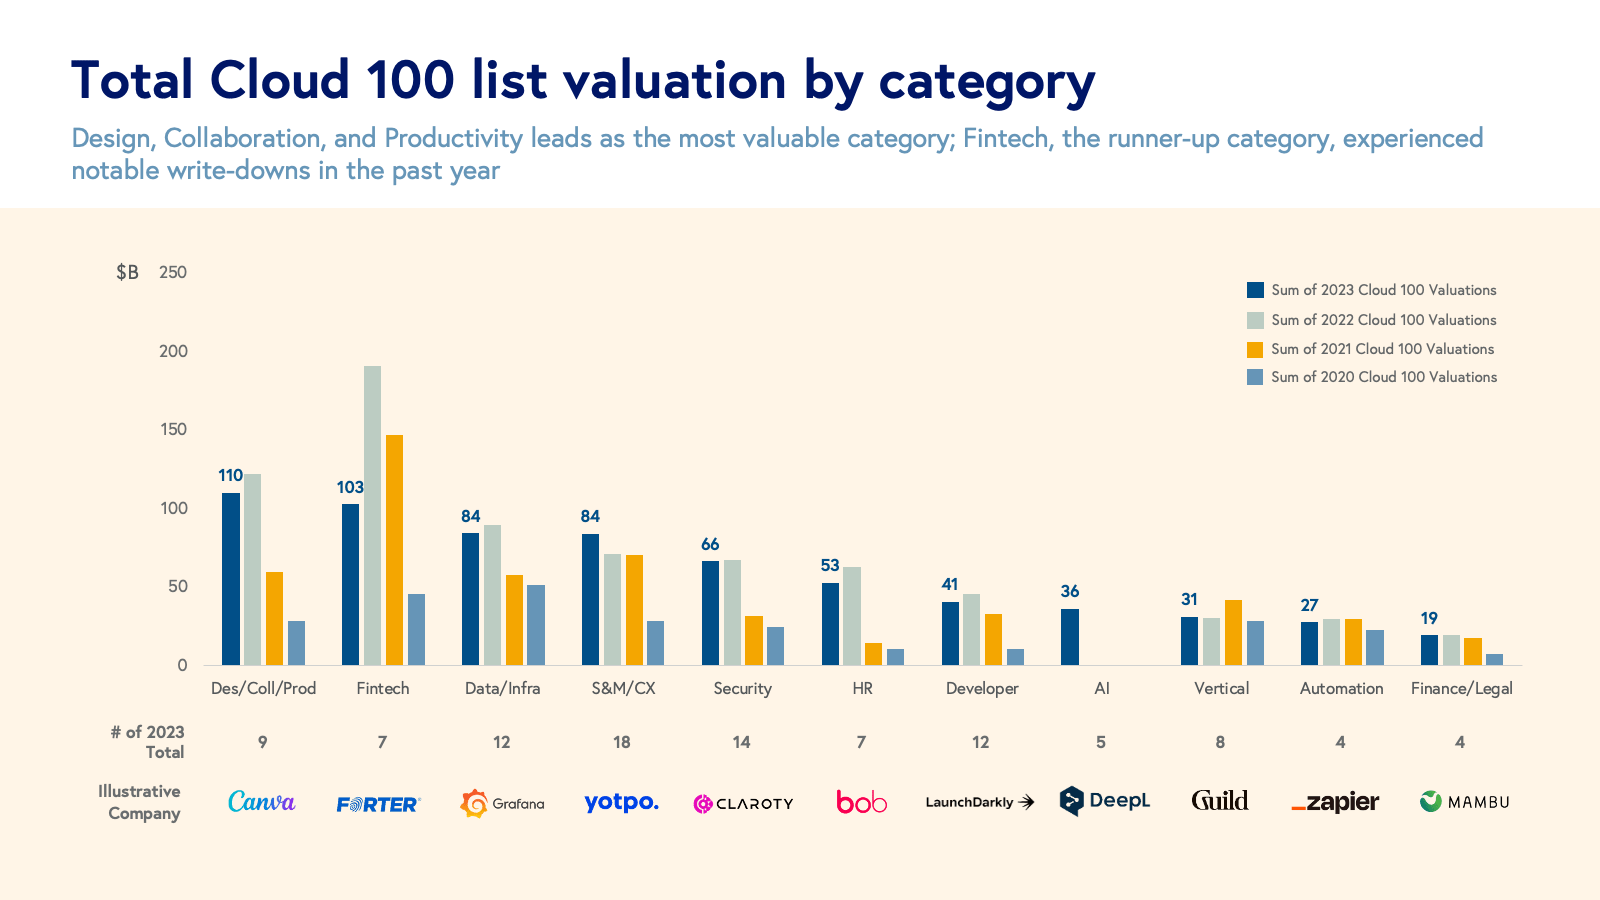 Total Cloud 100 list valuation by category
Design, Collaboration, and Productivity leads as the most valuable category; Fintech, the runner-up category, experienced
notable write-downs in the past year
$B
250
200
150
100
50
0
Sum of 2023 Cloud 100 Valuations
Sum of 2022 Cloud 100 Valuations
Sum of 2021 Cloud 100 Valuations
Sum of 2020 Cloud 100 Valuations
110 103 84 84 66 53 41 36 31 27 19
Des/Coll/Prod Fintech Data/Infra S&M/CX Security HR Developer AI Vertical Automation Finance/Legal
# of 2023
Total
9 7 12 18 14 7 12 5 8 4 4
Illustrative
Company
Canva FORTER Grafana yotpo. CLAROTY bob LaunchDarkly DeepL Guild _zapier MAMBU